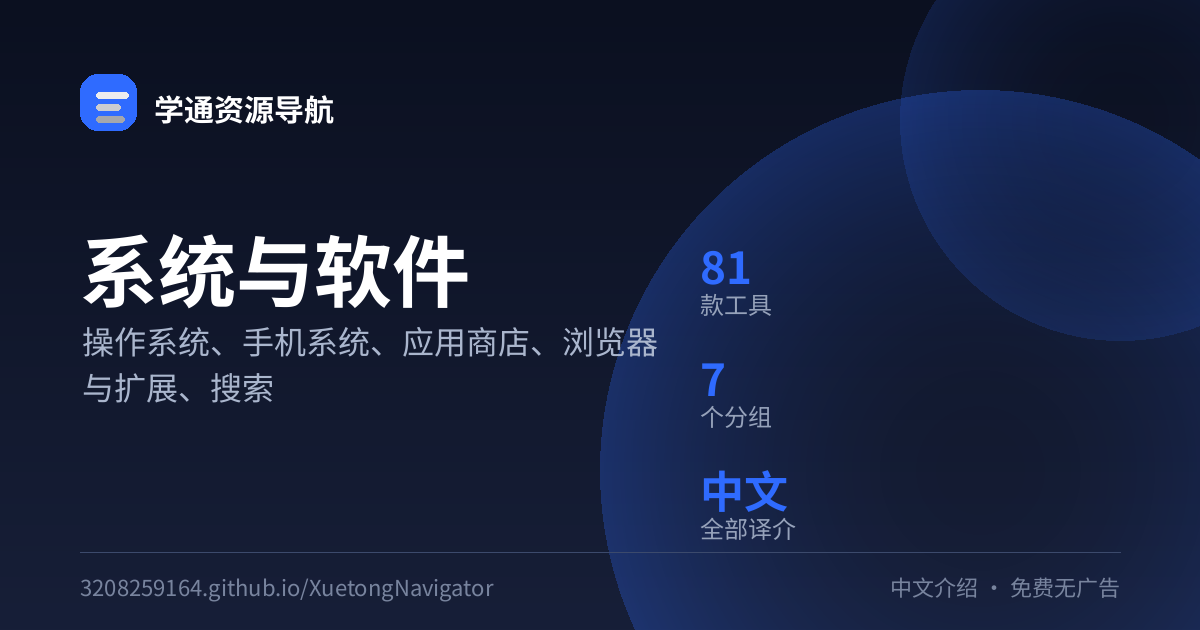 学通资源导航
系统与软件
操作系统、手机系统、应用商店、浏览器
与扩展、搜索
81
款工具
7
个分组
中文
全部译介
3208259164.github.io/XuetongNavigator
中文介绍 · 免费无广告